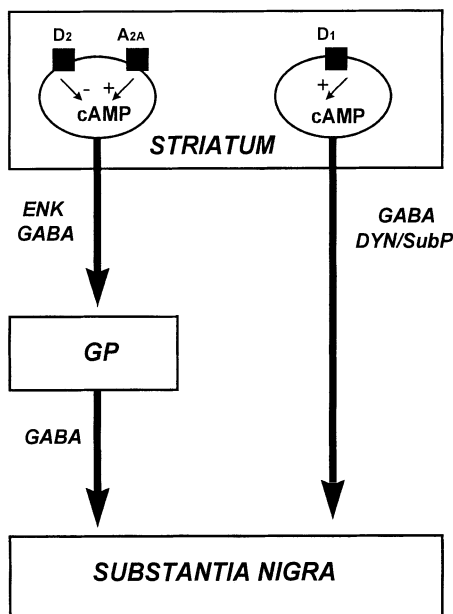 D2 A2A D1
- + +
cAMP cAMP
STRIATUM
ENK
GABA
GABA
DYN/SubP
GP
GABA
SUBSTANTIA NIGRA